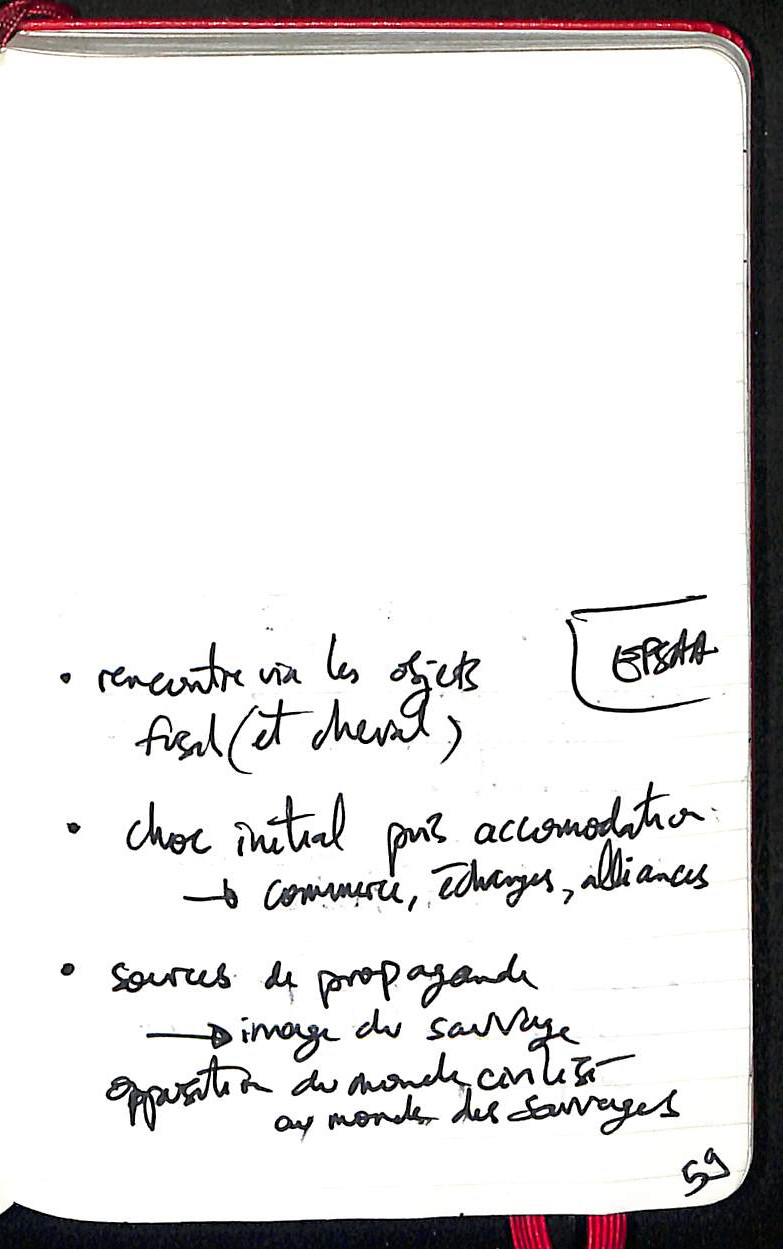 EPSAA
• rencontre via les objets
fusil (et cheval)
• choc initial puis accomodation
→ commerce, échanges, alliances
• sources de propagande
→ image du sauvage
opposition du monde civilisé
au monde des sauvages
59